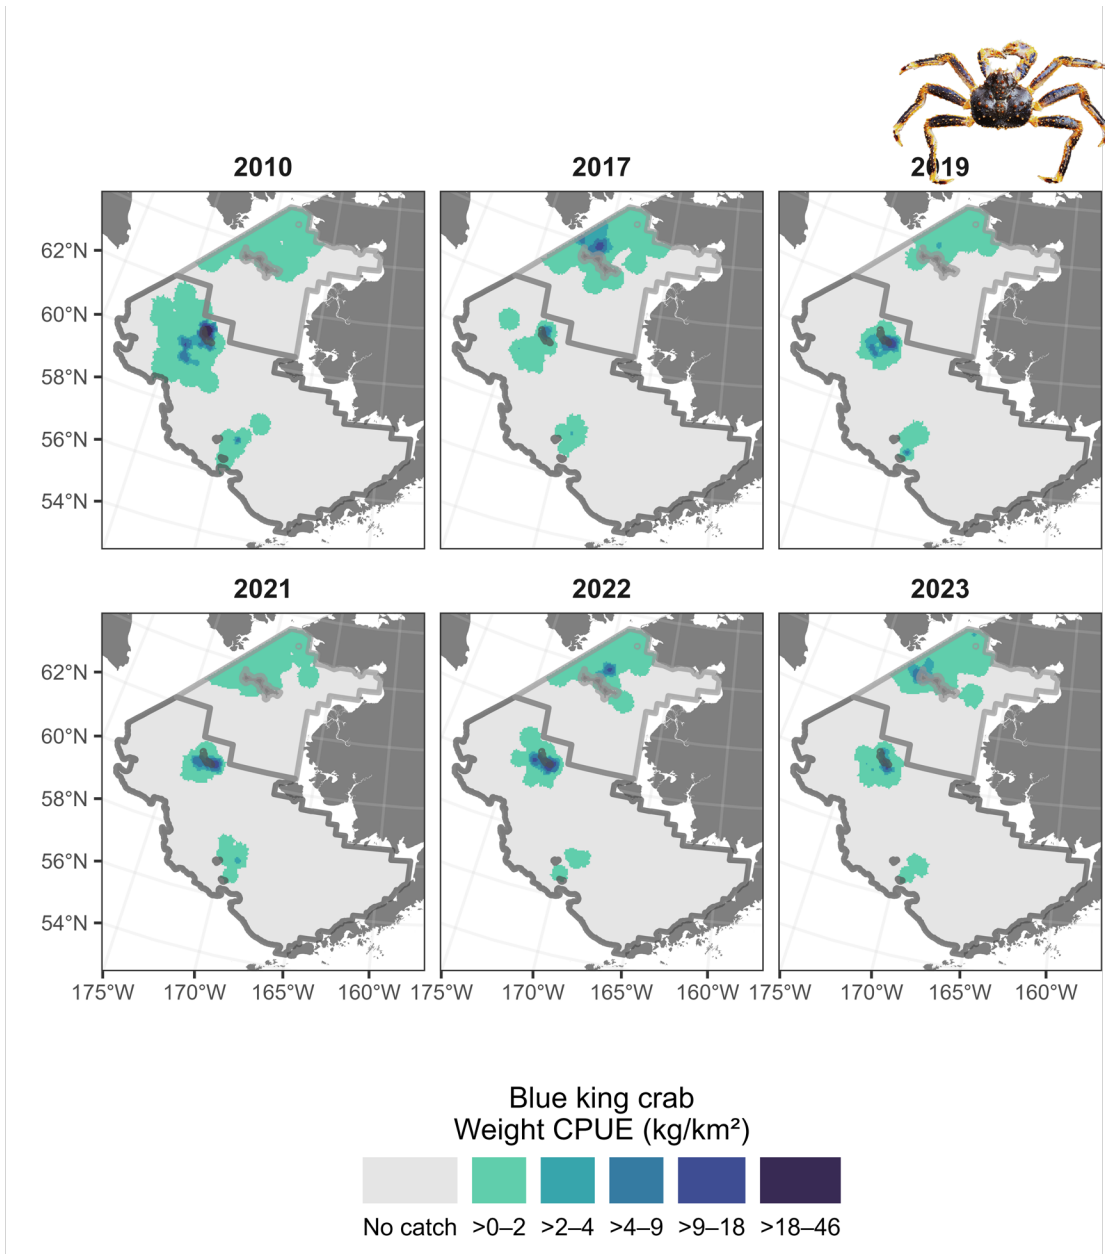 2010 2017 2019
62°N
60°N
58°N
56°N
54°N
2021 2022 2023
62°N
60°N
58°N
56°N
54°N
175°W 170°W 165°W 160°W 175°W 170°W 165°W 160°W 175°W 170°W 165°W 160°W
Blue king crab
Weight CPUE (kg/km²)
No catch >0–2 >2–4 >4–9 >9–18 >18–46